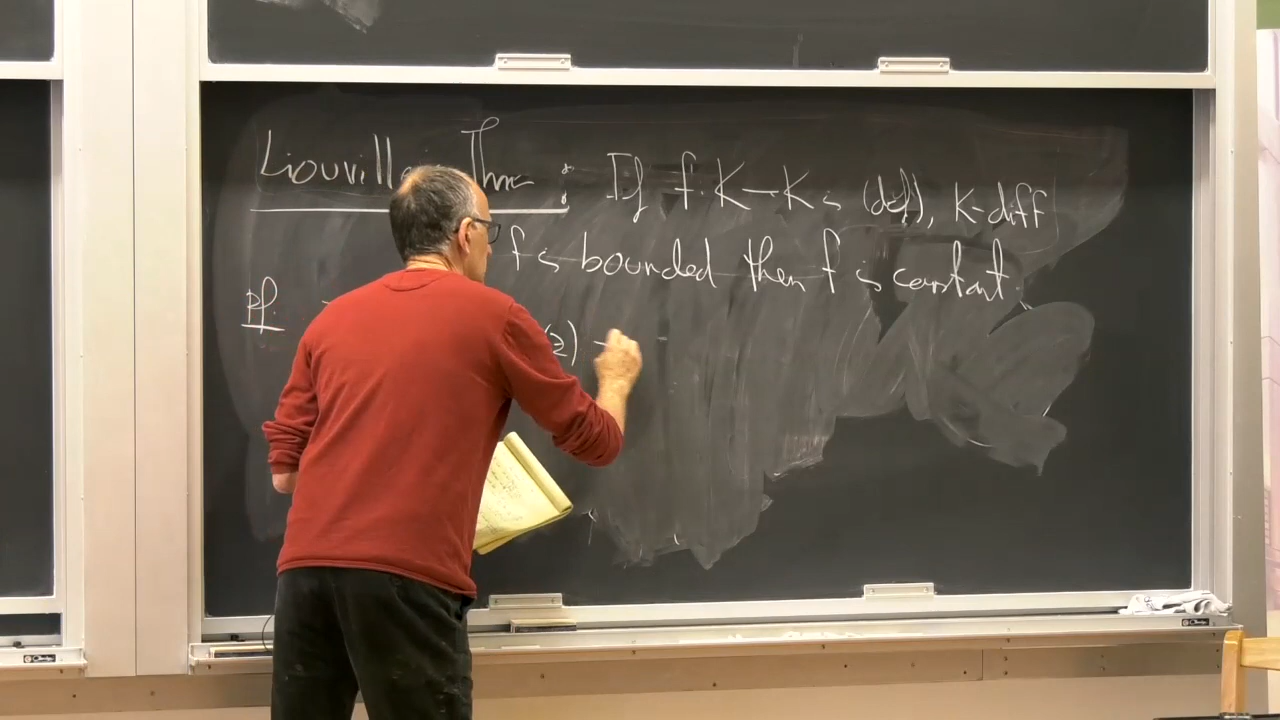 Liouville Thm : If f: K → K is (def), K-diff
f is bounded then f is constant.
Pf.
(z) -